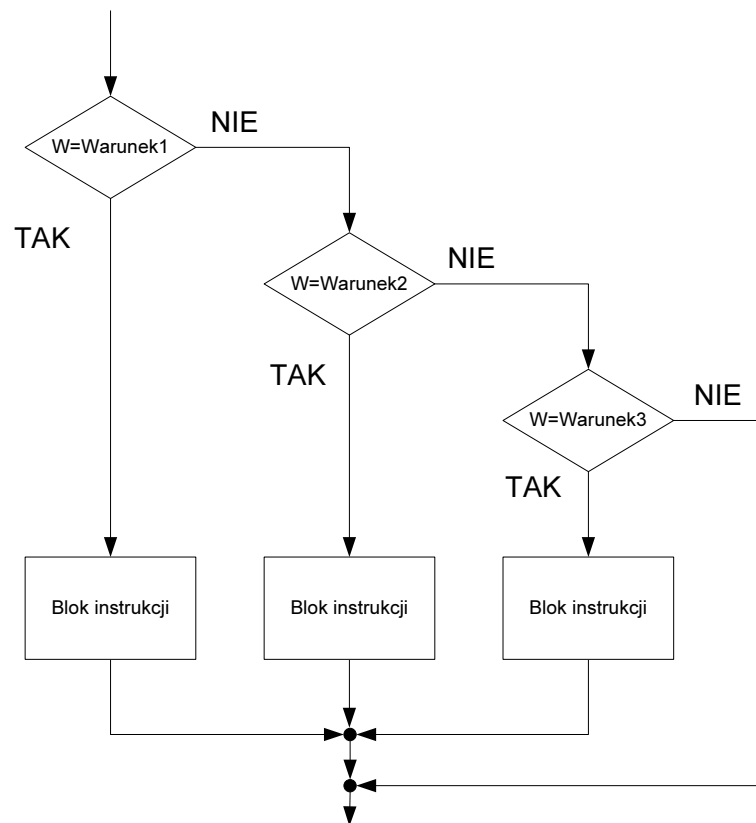 NIE
W=Warunek1
TAK
NIE
W=Warunek2
TAK
NIE
W=Warunek3
TAK
Blok instrukcji
Blok instrukcji
Blok instrukcji